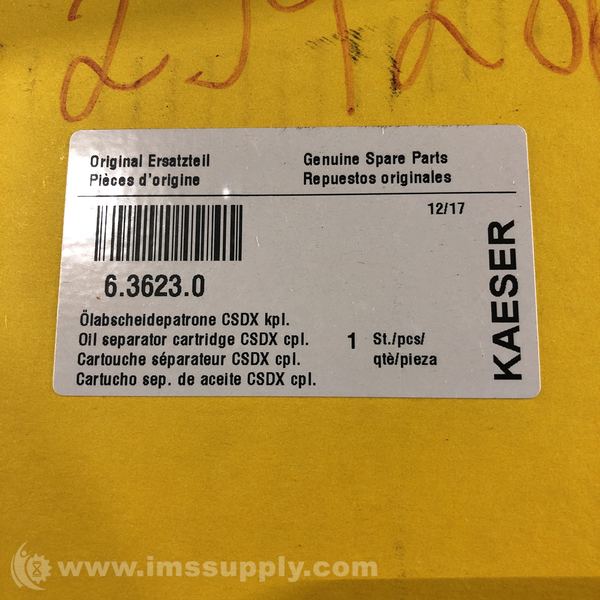 Original Ersatzteil Genuine Spare Parts
Pièces d'origine Repuestos originales
12/17
6.3623.0
KAESER
Ölabscheidepatrone CSDX kpl.
Oil separator cartridge CSDX cpl. 1 St./pcs/
Cartouche séparateur CSDX cpl. qtè/pieza
Cartucho sep. de aceite CSDX cpl.
www.imssupply.com